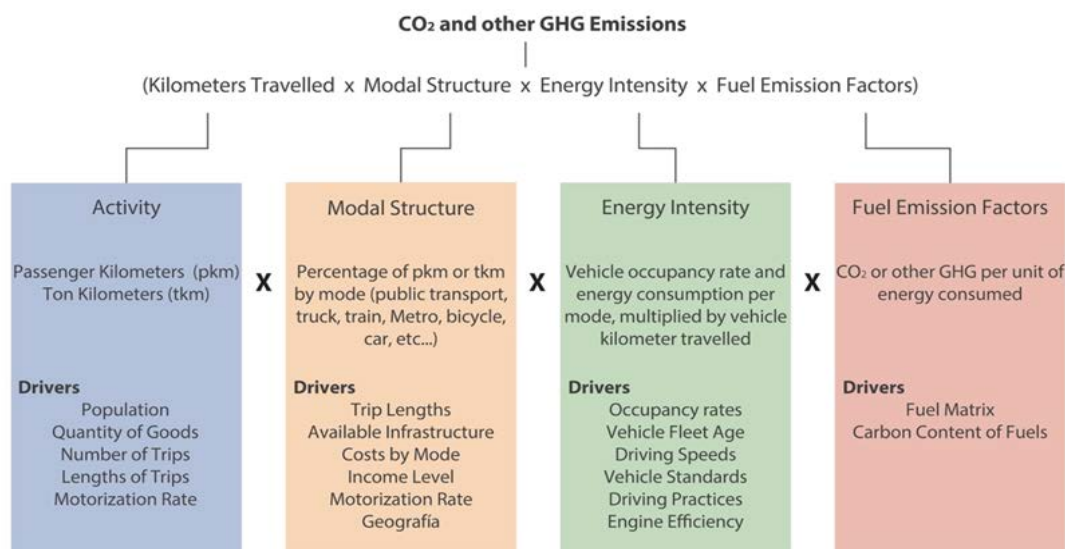 CO₂ and other GHG Emissions
(Kilometers Travelled x Modal Structure x Energy Intensity x Fuel Emission Factors)
Activity
Passenger Kilometers (pkm)
Ton Kilometers (tkm)
Drivers
Population
Quantity of Goods
Number of Trips
Lengths of Trips
Motorization Rate
X
Modal Structure
Percentage of pkm or tkm
by mode (public transport,
truck, train, Metro, bicycle,
car, etc...)
Drivers
Trip Lengths
Available Infrastructure
Costs by Mode
Income Level
Motorization Rate
Geografía
X
Energy Intensity
Vehicle occupancy rate and
energy consumption per
mode, multiplied by vehicle
kilometer travelled
Drivers
Occupancy rates
Vehicle Fleet Age
Driving Speeds
Vehicle Standards
Driving Practices
Engine Efficiency
X
Fuel Emission Factors
CO₂ or other GHG per unit of
energy consumed
Drivers
Fuel Matrix
Carbon Content of Fuels